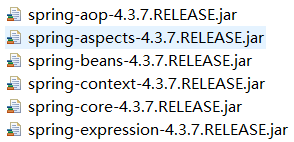 spring-aop-4.3.7.RELEASE.jar
spring-aspects-4.3.7.RELEASE.jar
spring-beans-4.3.7.RELEASE.jar
spring-context-4.3.7.RELEASE.jar
spring-core-4.3.7.RELEASE.jar
spring-expression-4.3.7.RELEASE.jar